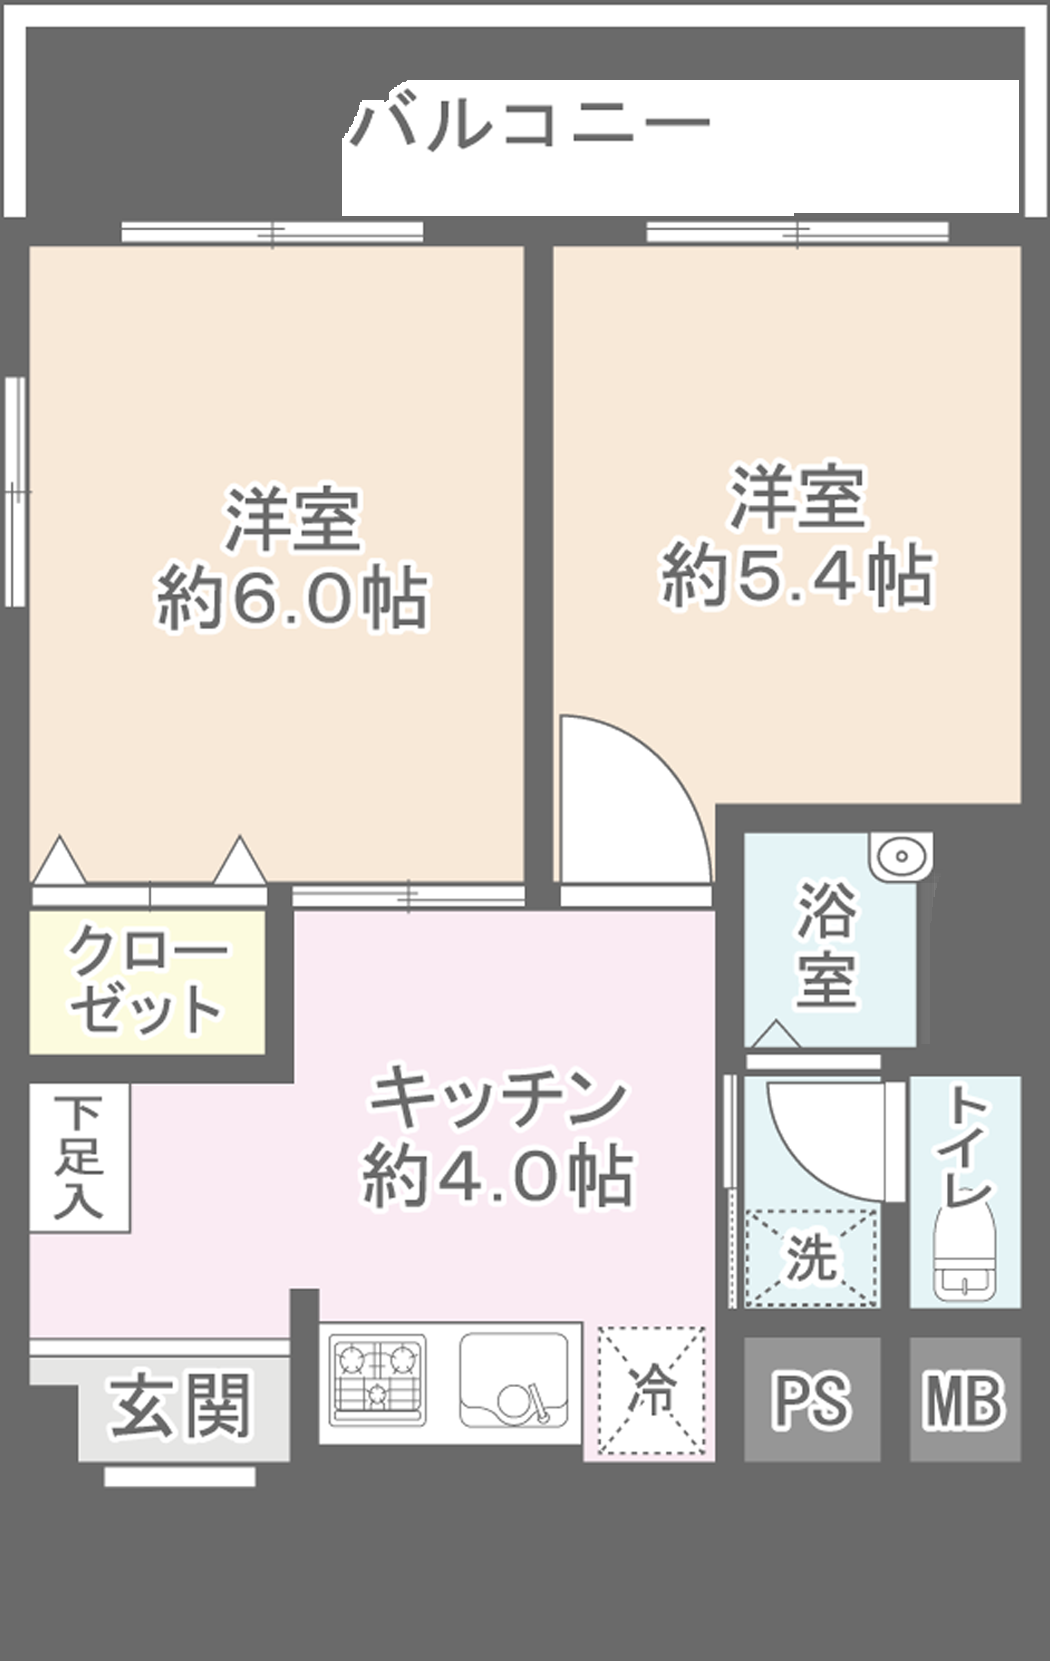 バルコニー
洋室
約6.0帖
洋室
約5.4帖
クロー
ゼット
浴
室
キッチン
約4.0帖
下
足
入
トイレ
洗
玄関
冷
PS
MB